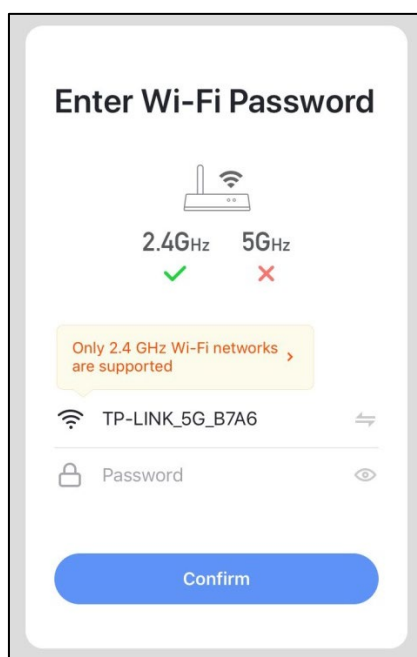 Enter Wi-Fi Password
2.4GHz 5GHz
Only 2.4 GHz Wi-Fi networks
are supported
TP-LINK_5G_B7A6
Password
Confirm